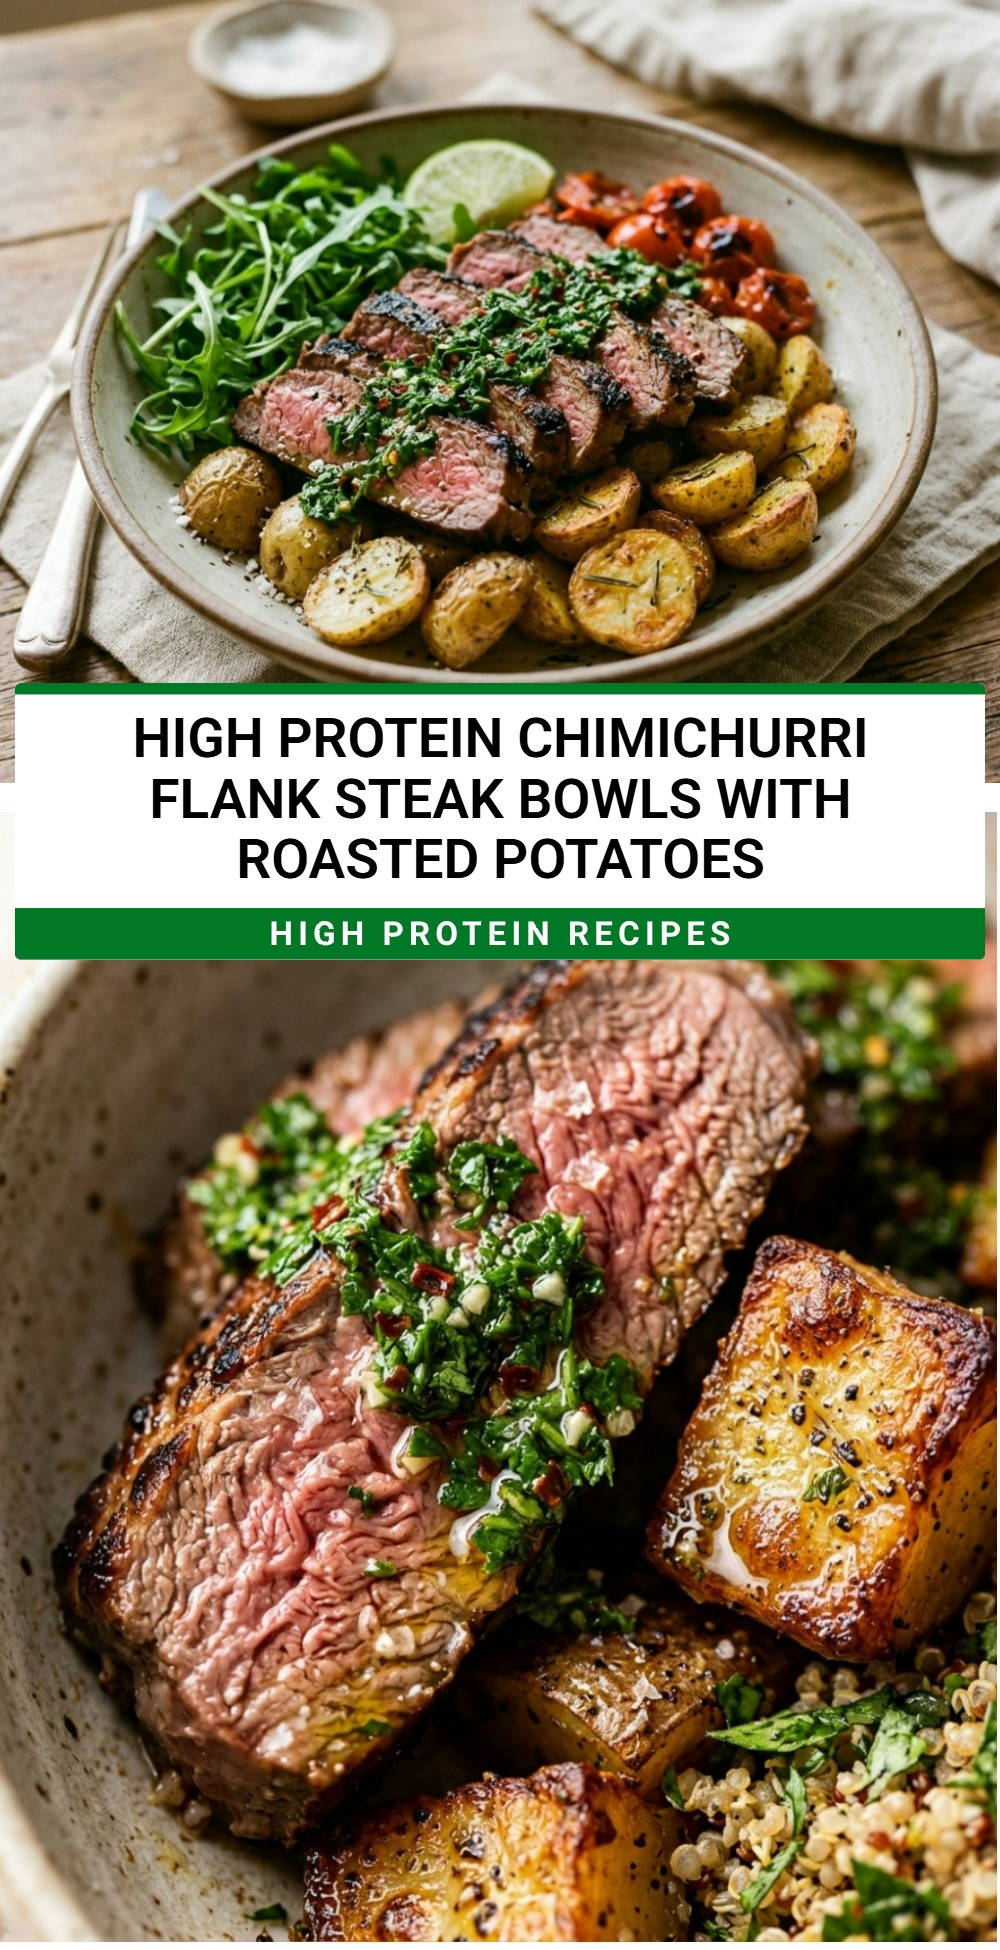 HIGH PROTEIN CHIMICHURRI
FLANK STEAK BOWLS WITH
ROASTED POTATOES
HIGH PROTEIN RECIPES